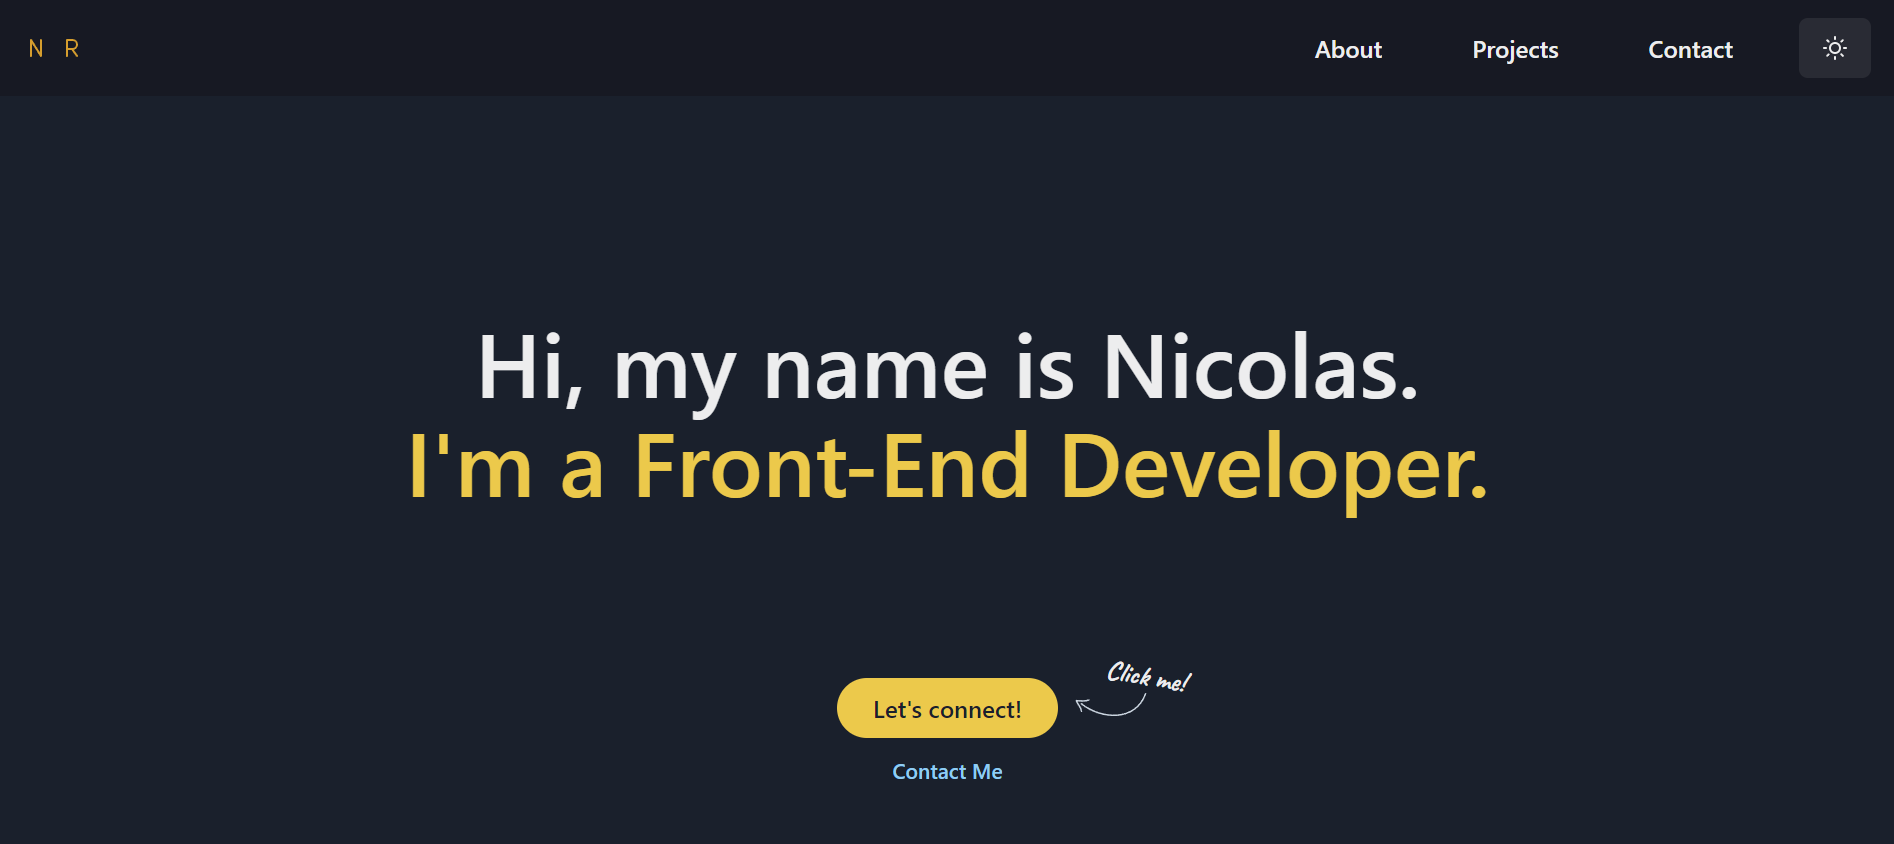 N R
About Projects Contact
Hi, my name is Nicolas.
I'm a Front-End Developer.
Click me!
Let's connect!
Contact Me